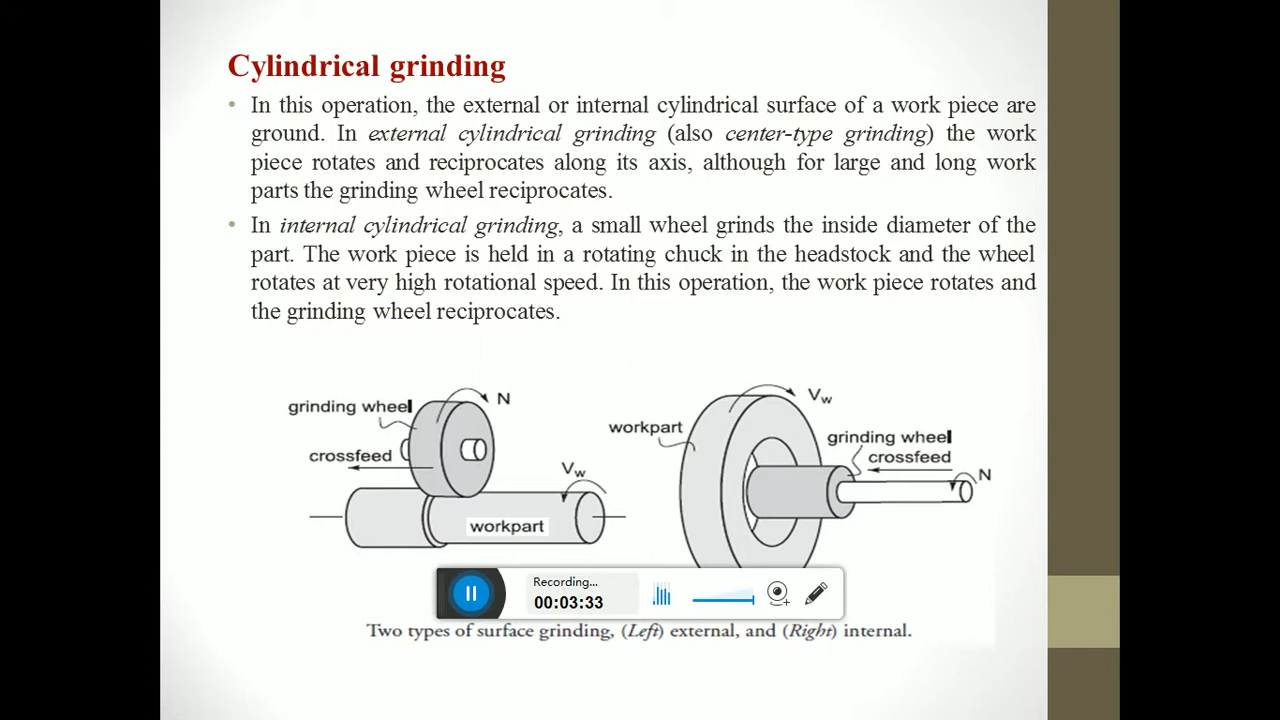 Cylindrical grinding
• In this operation, the external or internal cylindrical surface of a work piece are
ground. In external cylindrical grinding (also center-type grinding) the work
piece rotates and reciprocates along its axis, although for large and long work
parts the grinding wheel reciprocates.
• In internal cylindrical grinding, a small wheel grinds the inside diameter of the
part. The work piece is held in a rotating chuck in the headstock and the wheel
rotates at very high rotational speed. In this operation, the work piece rotates and
the grinding wheel reciprocates.
grinding wheel
N
crossfeed
Vw
workpart
Vw
workpart
grinding wheel
crossfeed
N
Recording...
00:03:33
Two types of surface grinding, (Left) external, and (Right) internal.